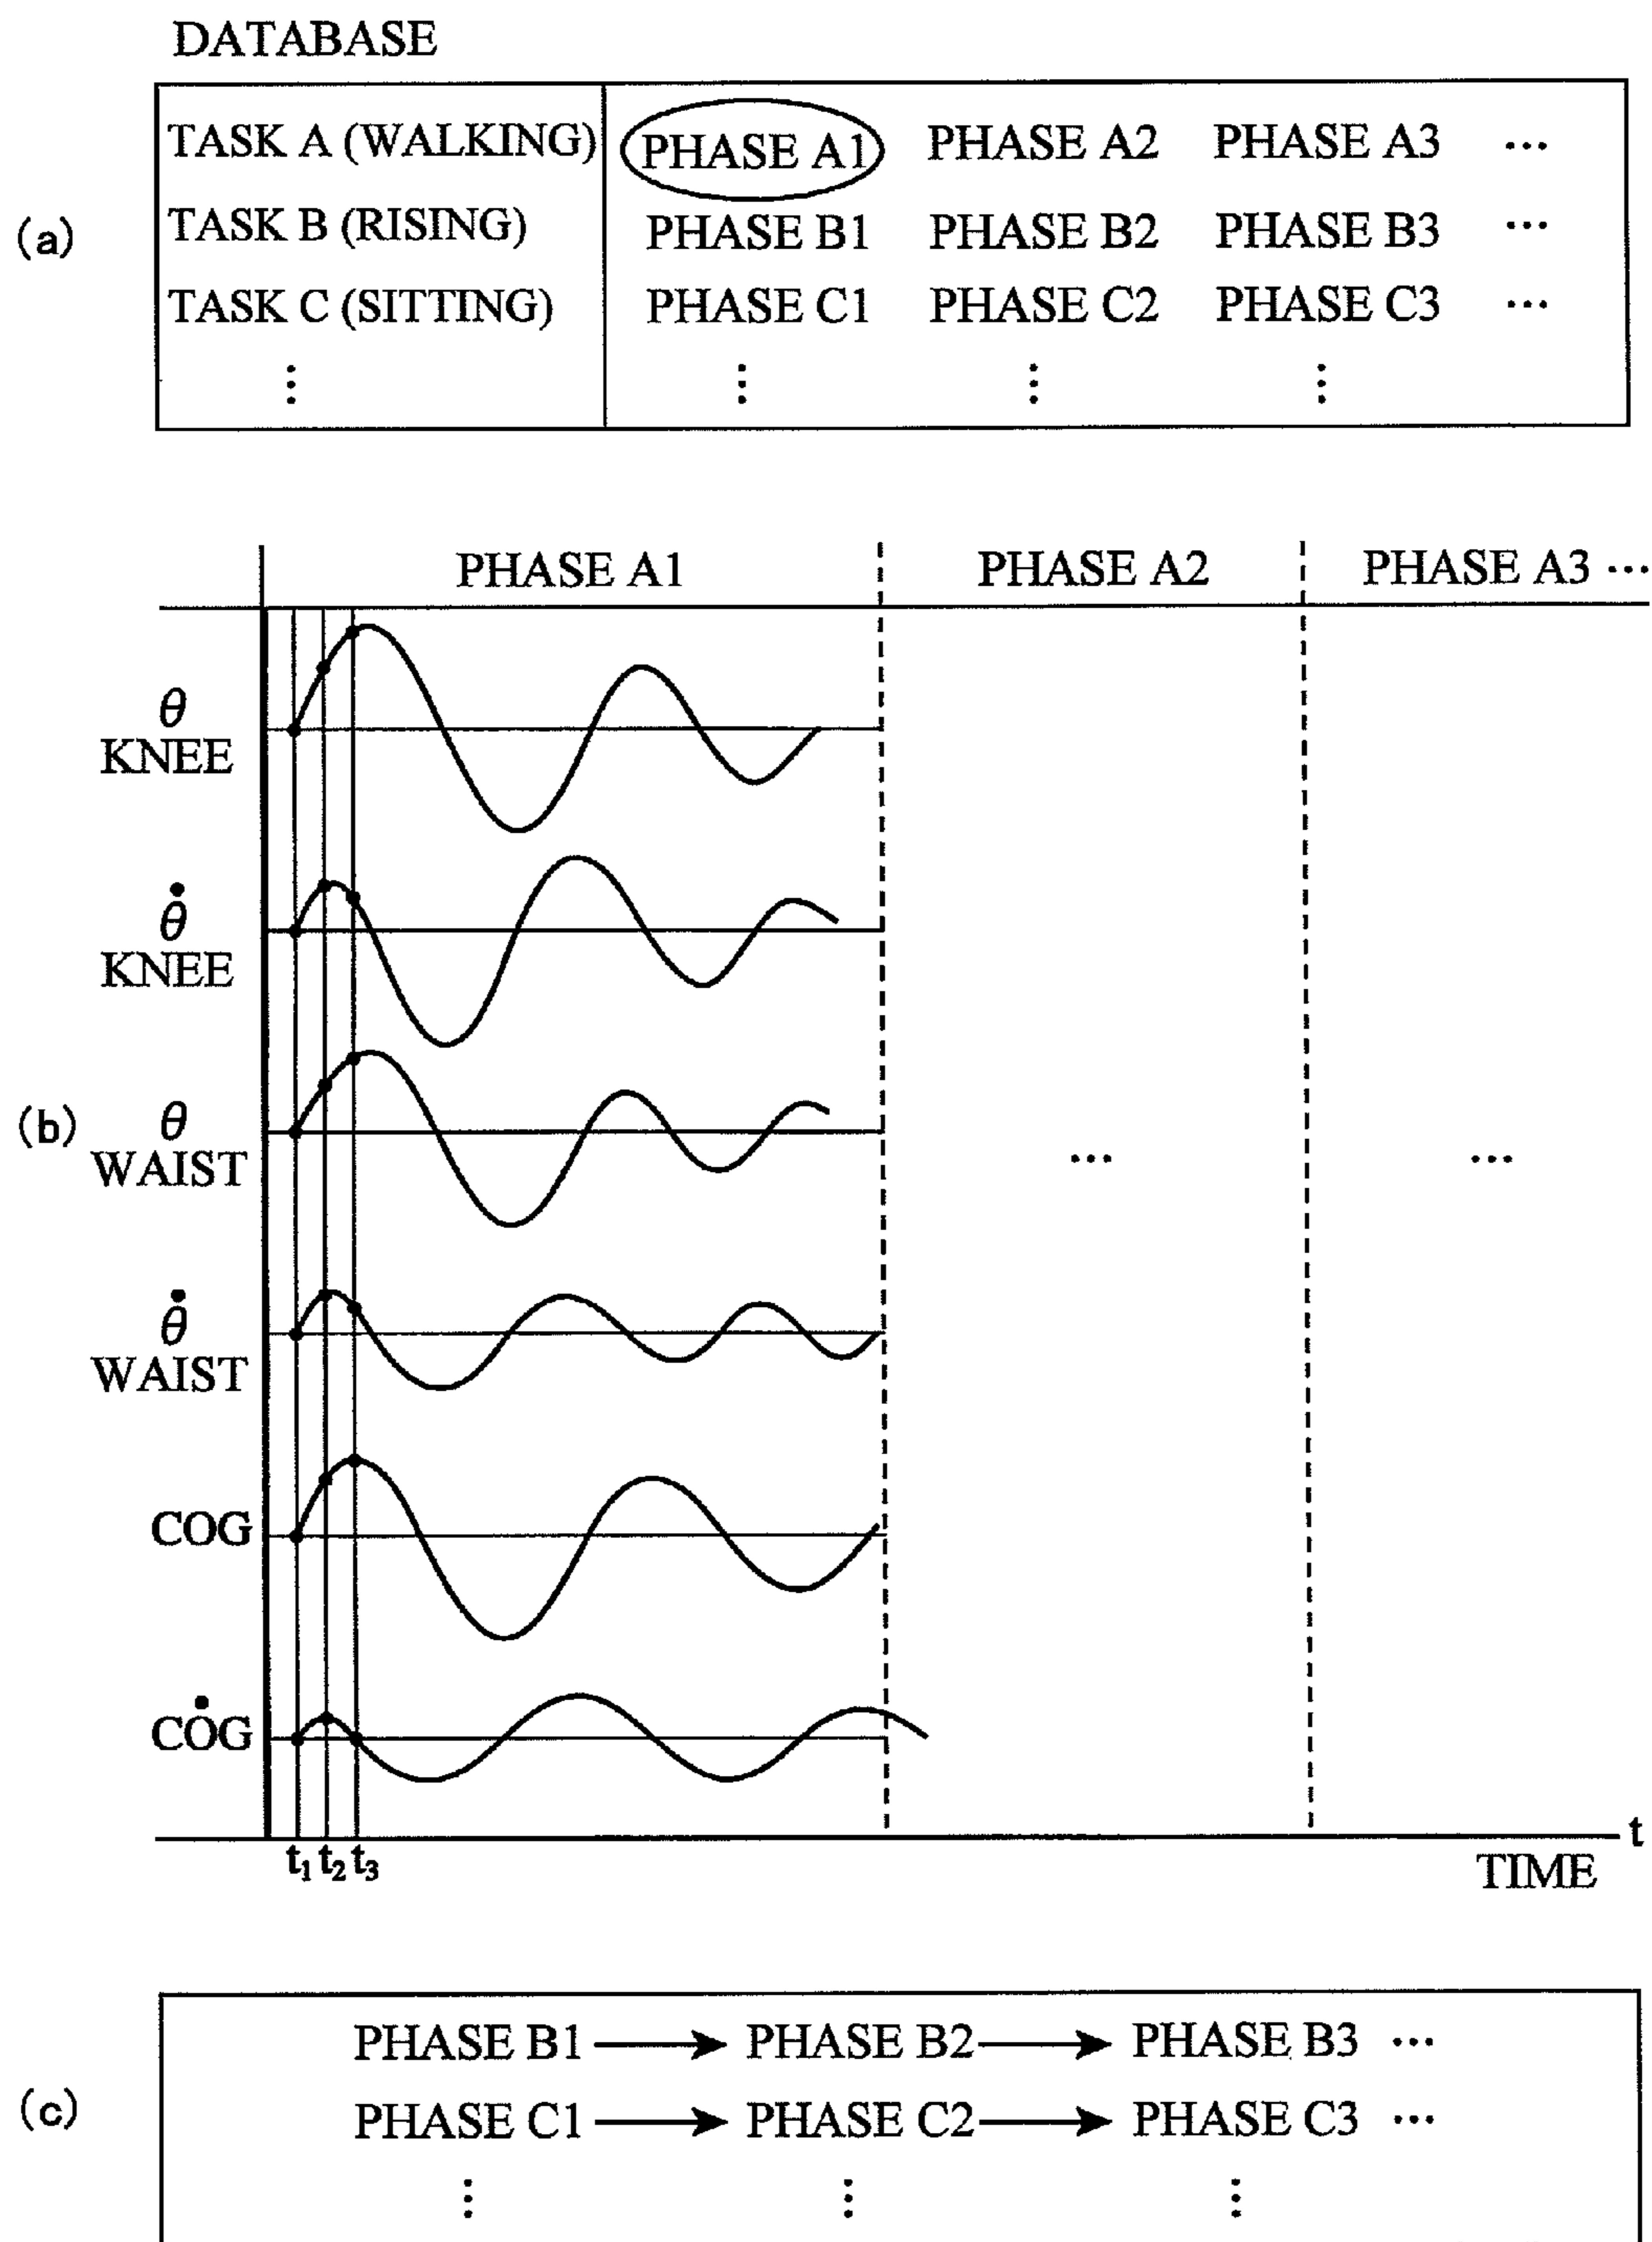 DATABASE
(a)
TASK A (WALKING) PHASE A1 PHASE A2 PHASE A3 ...
TASK B (RISING) PHASE B1 PHASE B2 PHASE B3 ...
TASK C (SITTING) PHASE C1 PHASE C2 PHASE C3 ...
⋮ ⋮ ⋮ ⋮
(b)
PHASE A1 PHASE A2 PHASE A3 ...
θ
KNEE
θ̇
KNEE
θ
WAIST ... ...
θ̇
WAIST
COG
CȮG
t₁ t₂ t₃ t
TIME
(c)
PHASE B1 → PHASE B2 → PHASE B3 ...
PHASE C1 → PHASE C2 → PHASE C3 ...
⋮ ⋮ ⋮